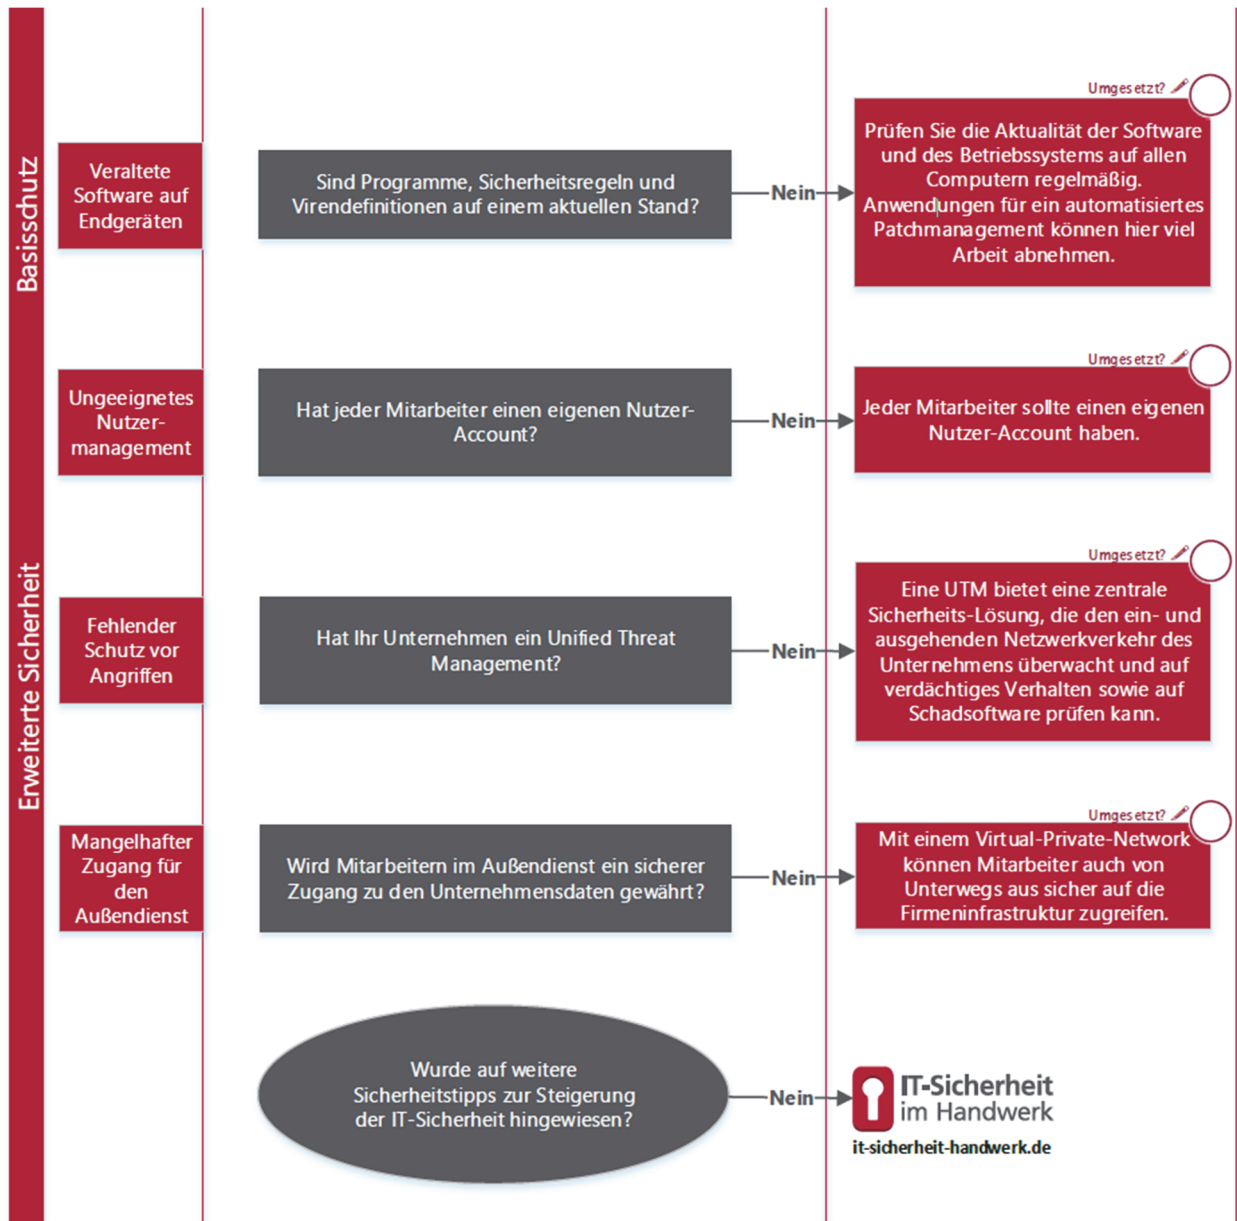 Basisschutz
Veraltete
Software auf
Endgeräten
Sind Programme, Sicherheitsregeln und
Virendefinitionen auf einem aktuellen Stand?
Nein
Umgesetzt?
Prüfen Sie die Aktualität der Software
und des Betriebssystems auf allen
Computern regelmäßig.
Anwendungen für ein automatisiertes
Patchmanagement können hier viel
Arbeit abnehmen.
Erweiterte Sicherheit
Ungeeignetes
Nutzer-
management
Hat jeder Mitarbeiter einen eigenen Nutzer-
Account?
Nein
Umgesetzt?
Jeder Mitarbeiter sollte einen eigenen
Nutzer-Account haben.
Fehlender
Schutz vor
Angriffen
Hat Ihr Unternehmen ein Unified Threat
Management?
Nein
Umgesetzt?
Eine UTM bietet eine zentrale
Sicherheits-Lösung, die den ein- und
ausgehenden Netzwerkverkehr des
Unternehmens überwacht und auf
verdächtiges Verhalten sowie auf
Schadsoftware prüfen kann.
Mangelhafter
Zugang für
den
Außendienst
Wird Mitarbeitern im Außendienst ein sicherer
Zugang zu den Unternehmensdaten gewährt?
Nein
Umgesetzt?
Mit einem Virtual-Private-Network
können Mitarbeiter auch von
Unterwegs aus sicher auf die
Firmeninfrastruktur zugreifen.
Wurde auf weitere
Sicherheitstipps zur Steigerung
der IT-Sicherheit hingewiesen?
Nein
IT-Sicherheit
im Handwerk
it-sicherheit-handwerk.de